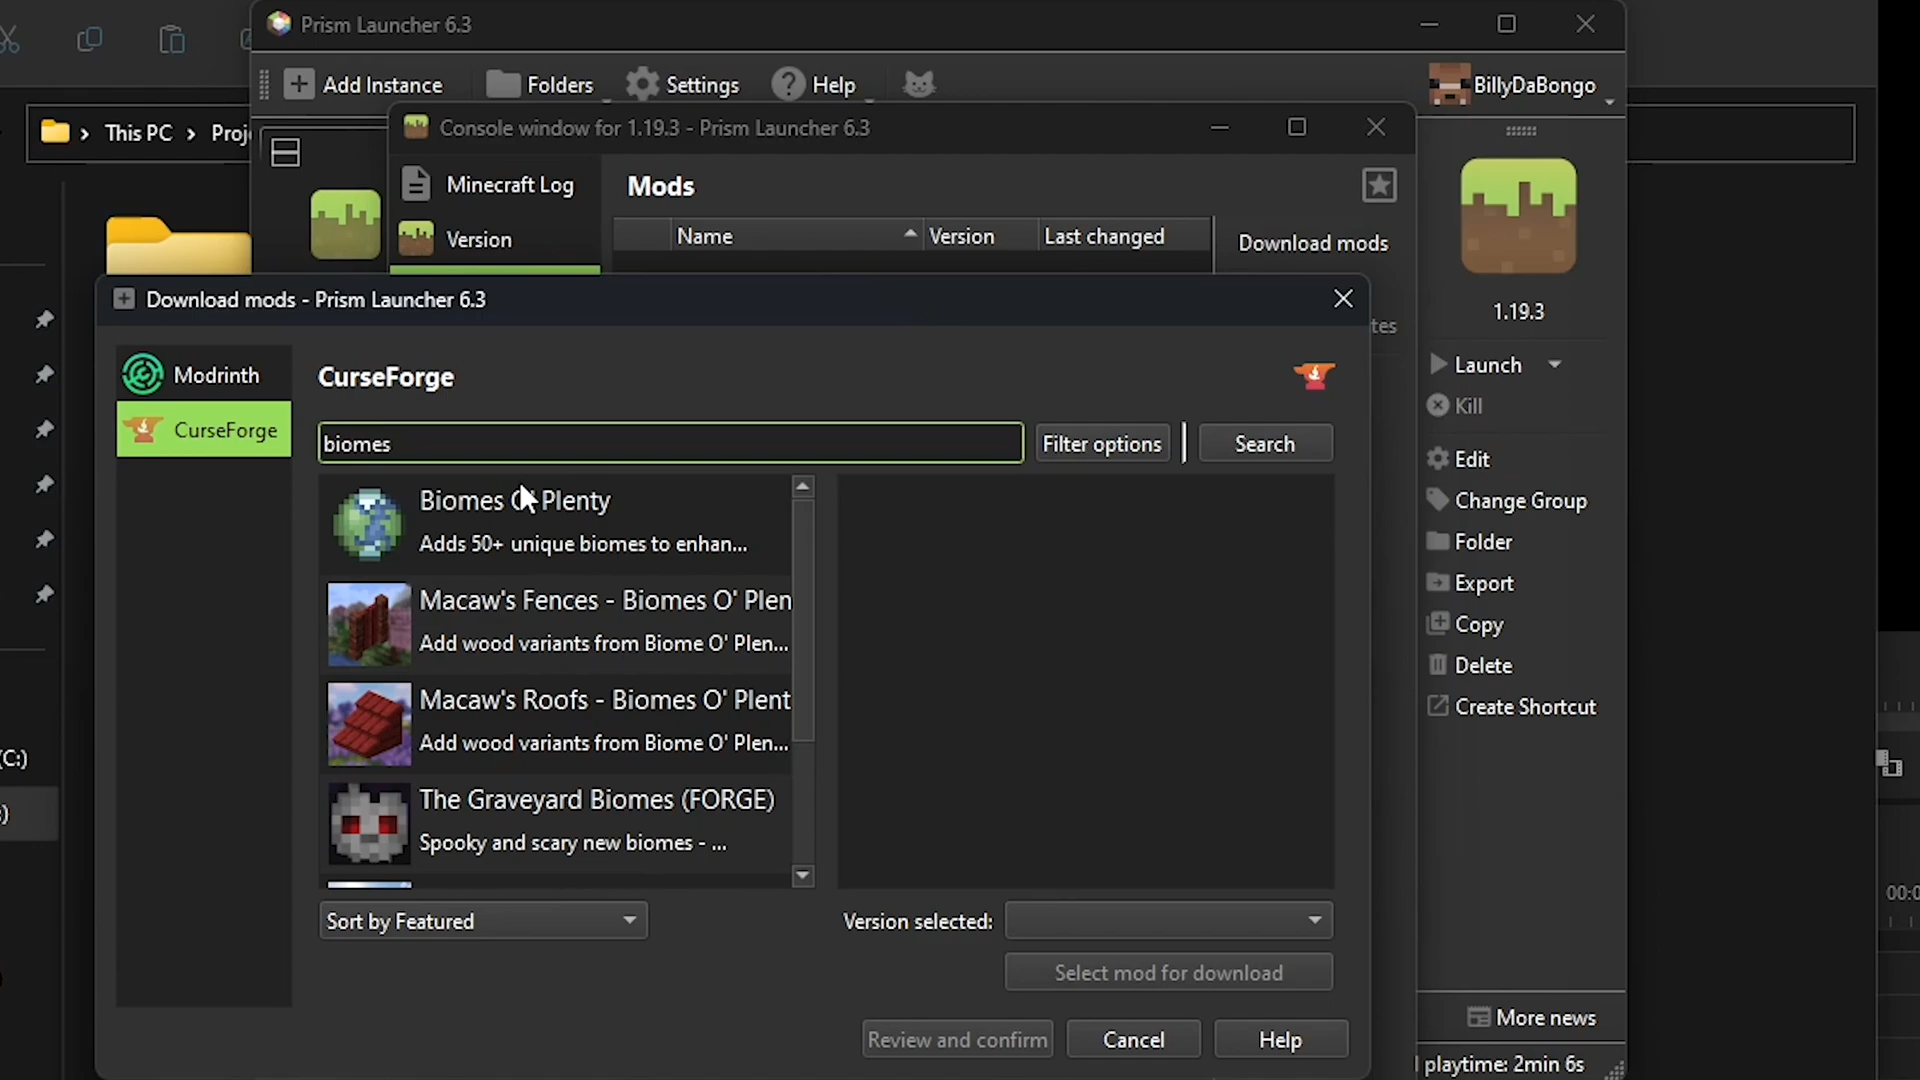 Prism Launcher 6.3
Add Instance Folders Settings Help
BillyDaBongo
This PC
Console window for 1.19.3 - Prism Launcher 6.3
Minecraft Log
Mods
Version
Name Version Last changed
Download mods
Download mods - Prism Launcher 6.3
1.19.3
Modrinth
CurseForge
CurseForge
biomes
Filter options
Search
Biomes O' Plenty
Adds 50+ unique biomes to enhan...
Macaw's Fences - Biomes O' Plen
Add wood variants from Biome O' Plen...
Macaw's Roofs - Biomes O' Plent
Add wood variants from Biome O' Plen...
The Graveyard Biomes (FORGE)
Spooky and scary new biomes - ...
Sort by Featured
Version selected:
Select mod for download
Review and confirm
Cancel
Help
Launch
Kill
Edit
Change Group
Folder
Export
Copy
Delete
Create Shortcut
More news
playtime: 2min 6s
(C:)